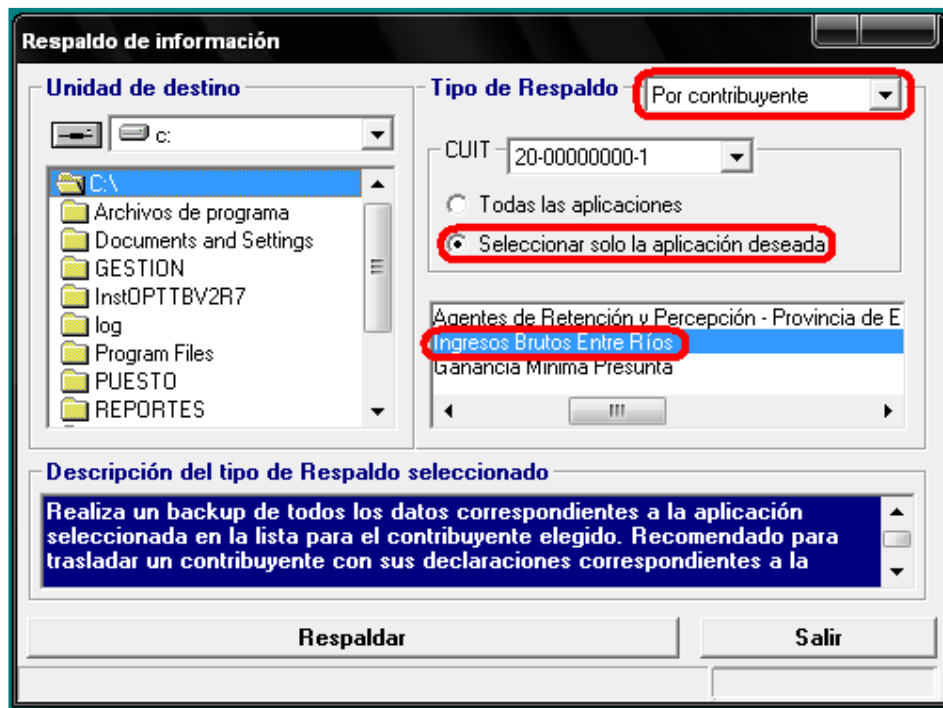 Respaldo de información
Unidad de destino
c:
C:\
Archivos de programa
Documents and Settings
GESTION
InstOPTTBV2R7
log
Program Files
PUESTO
REPORTES
Tipo de Respaldo
Por contribuyente
CUIT
20-00000000-1
Todas las aplicaciones
Seleccionar solo la aplicación deseada
Agentes de Retención y Percepción - Provincia de E
Ingresos Brutos Entre Ríos
Ganancia Mínima Presunta
Descripción del tipo de Respaldo seleccionado
Realiza un backup de todos los datos correspondientes a la aplicación
seleccionada en la lista para el contribuyente elegido. Recomendado para
trasladar un contribuyente con sus declaraciones correspondientes a la
Respaldar
Salir